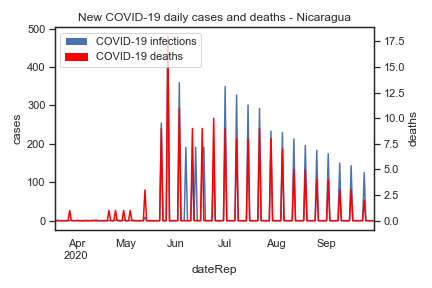 New COVID-19 daily cases and deaths - Nicaragua
COVID-19 infections
COVID-19 deaths
500
400
300
200
100
0
cases
17.5
15.0
12.5
10.0
7.5
5.0
2.5
0.0
deaths
Apr
2020
May
Jun
Jul
Aug
Sep
dateRep